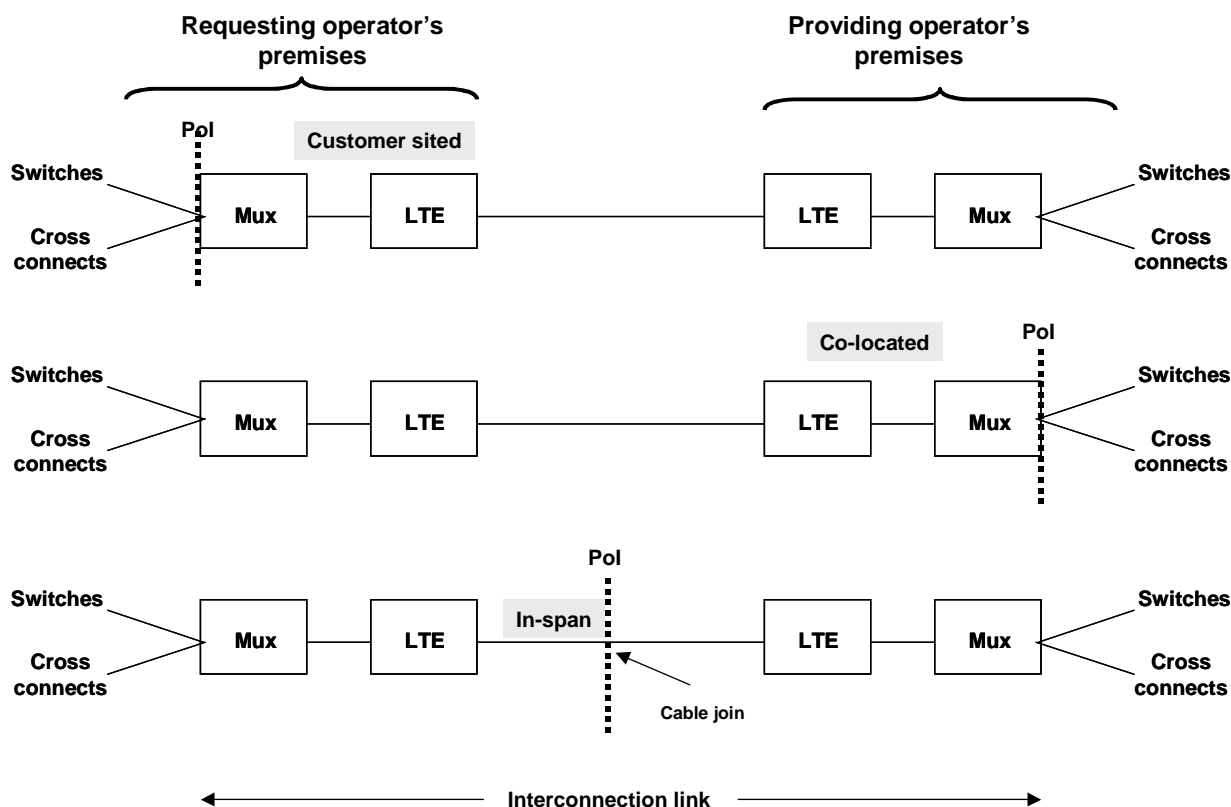 Requesting operator's
premises
Providing operator's
premises
PoI
Customer sited
Switches
Cross
connects
Mux
LTE
LTE
Mux
Switches
Cross
connects
Co-located
PoI
Switches
Cross
connects
Mux
LTE
LTE
Mux
Switches
Cross
connects
PoI
In-span
Switches
Cross
connects
Mux
LTE
LTE
Mux
Switches
Cross
connects
Cable join
Interconnection link